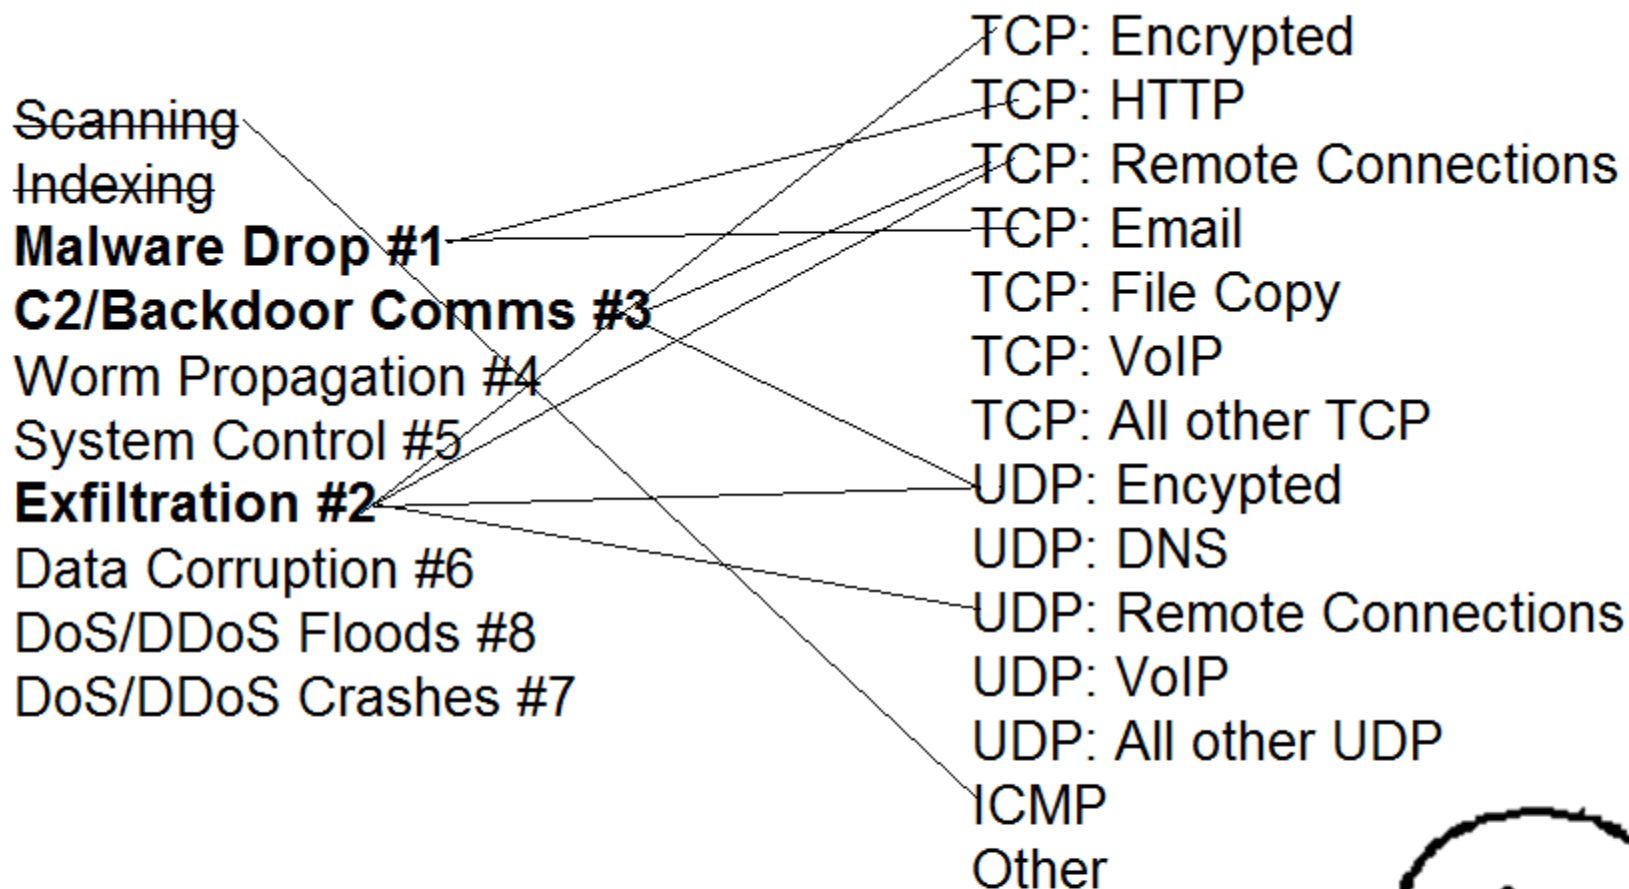 Scanning
Indexing
Malware Drop #1
C2/Backdoor Comms #3
Worm Propagation #4
System Control #5
Exfiltration #2
Data Corruption #6
DoS/DDoS Floods #8
DoS/DDoS Crashes #7
TCP: Encrypted
TCP: HTTP
TCP: Remote Connections
TCP: Email
TCP: File Copy
TCP: VoIP
TCP: All other TCP
UDP: Encypted
UDP: DNS
UDP: Remote Connections
UDP: VoIP
UDP: All other UDP
ICMP
Other